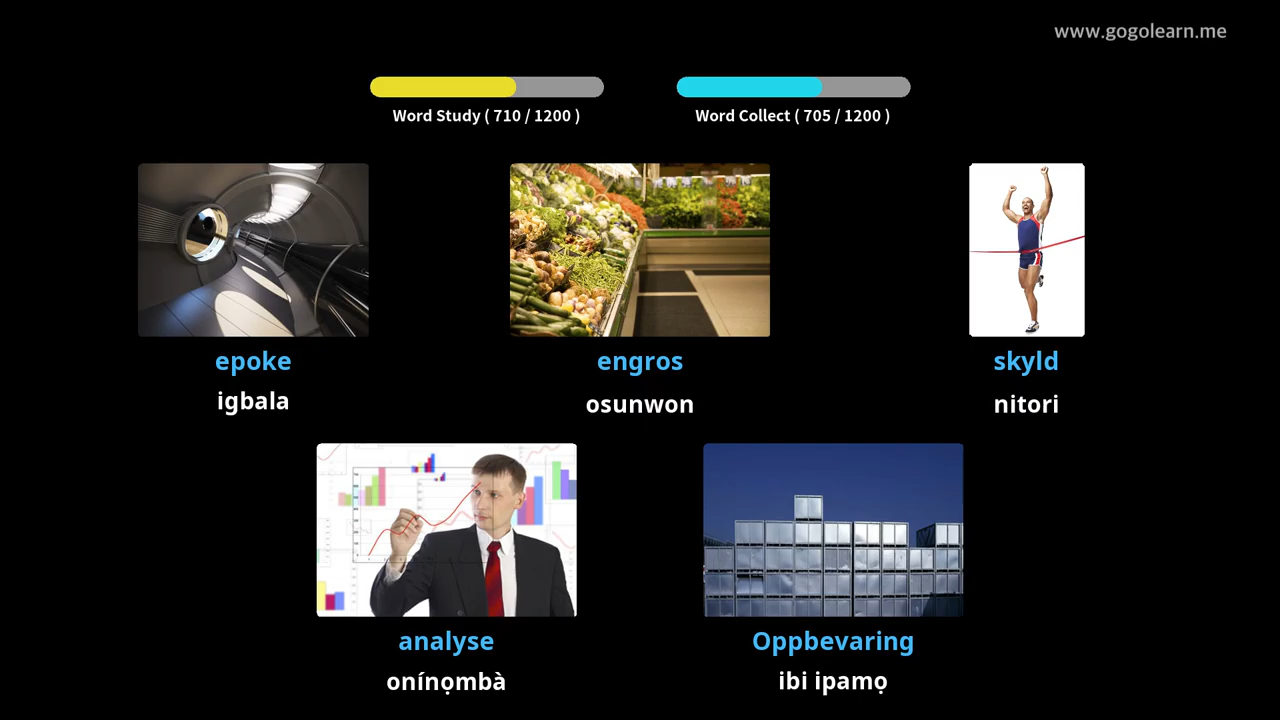 www.gogolearn.me
Word Study ( 710 / 1200 )
Word Collect ( 705 / 1200 )
epoke
igbala
engros
osunwon
skyld
nitori
analyse
onínọmbà
Oppbevaring
ibi ipamọ